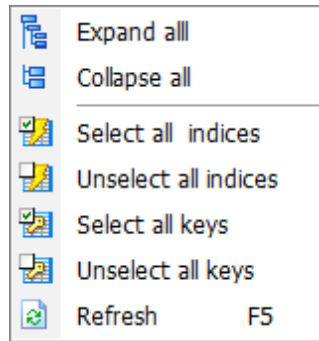 Expand alll
Collapse all
Select all  indices
Unselect all indices
Select all keys
Unselect all keys
Refresh F5